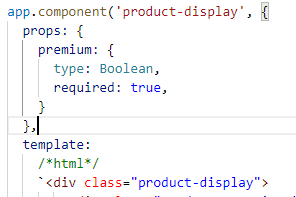 app.component('product-display', {
  props: {
    premium: {
      type: Boolean,
      required: true,
    }
  },
  template:
    /*html*/
    `<div class="product-display">